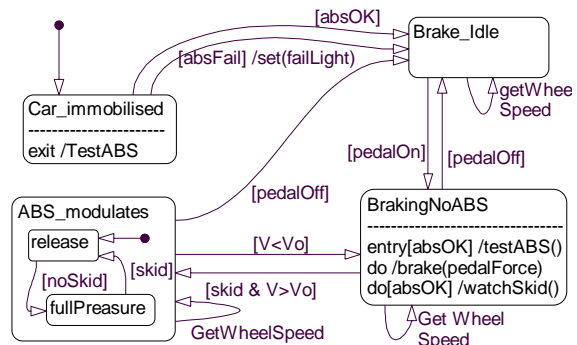 [absOK]
Brake_Idle
[absFail] /set(failLight)
Car_immobilised
------------------------
exit /TestABS
getWheel
Speed
[pedalOn]
[pedalOff]
[pedalOff]
ABS_modulates
BrakingNoABS
release
[V<Vo]
entry[absOK] /testABS()
[skid]
do /brake(pedalForce)
[noSkid]
[skid & V>Vo]
do[absOK] /watchSkid()
fullPreasure
GetWheelSpeed
Get Wheel
Speed